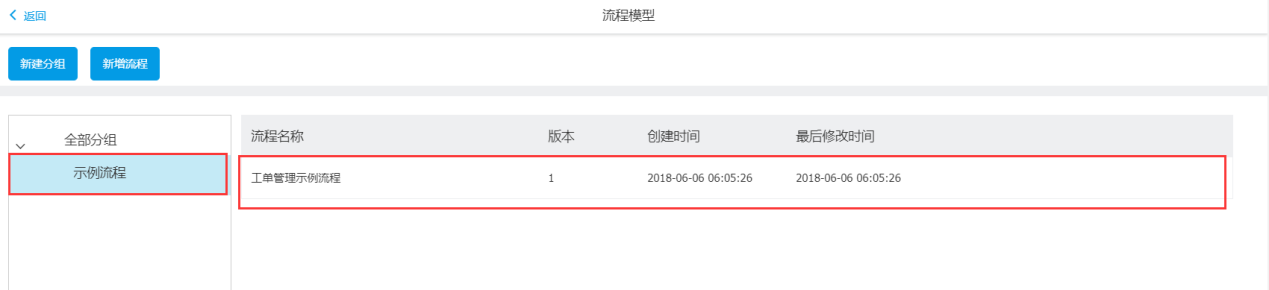 返回
流程模型
新建分组 新增流程
全部分组
示例流程
流程名称 版本 创建时间 最后修改时间
工单管理示例流程 1 2018-06-06 06:05:26 2018-06-06 06:05:26